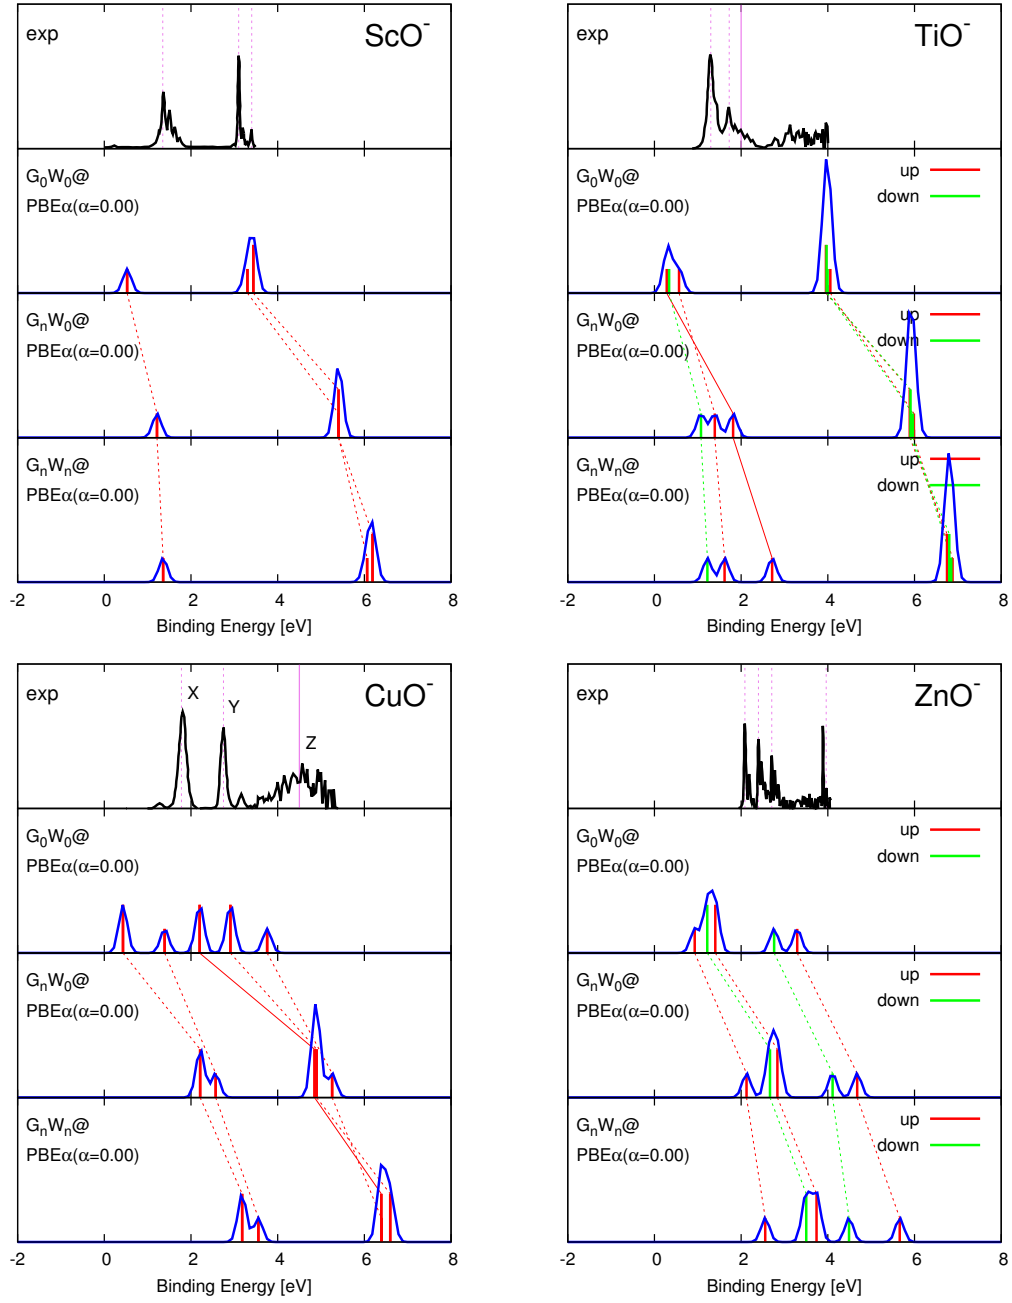 exp
ScO-
G0W0@
PBEα(α=0.00)
GnW0@
PBEα(α=0.00)
GnWn@
PBEα(α=0.00)
-2 0 2 4 6 8
Binding Energy [eV]
exp
TiO-
G0W0@
PBEα(α=0.00)
up
down
GnW0@
PBEα(α=0.00)
up
down
GnWn@
PBEα(α=0.00)
up
down
-2 0 2 4 6 8
Binding Energy [eV]
exp
X
Y
Z
CuO-
G0W0@
PBEα(α=0.00)
GnW0@
PBEα(α=0.00)
GnWn@
PBEα(α=0.00)
-2 0 2 4 6 8
Binding Energy [eV]
exp
ZnO-
G0W0@
PBEα(α=0.00)
up
down
GnW0@
PBEα(α=0.00)
up
down
GnWn@
PBEα(α=0.00)
up
down
-2 0 2 4 6 8
Binding Energy [eV]